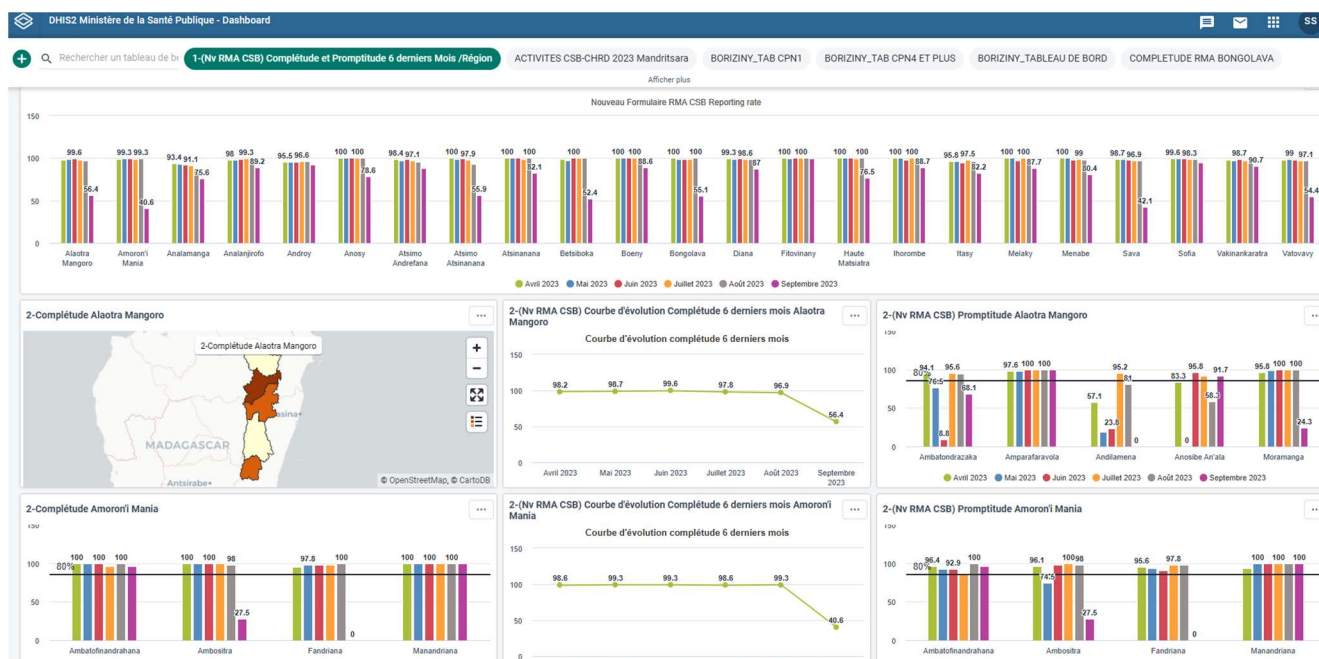 DHIS2 Ministère de la Santé Publique - Dashboard
SS
Rechercher un tableau de
1-(Nv RMA CSB) Complétude et Promptitude 6 derniers Mois /Région
ACTIVITES CSB-CHRD 2023 Mandritsara
BORIZINY_TAB CPN1
BORIZINY_TAB CPN4 ET PLUS
BORIZINY_TABLEAU DE BORD
COMPLETUDE RMA BONGOLAVA
Afficher plus
Nouveau Formulaire RMA CSB Reporting rate
150
100
50
0
99.6 56.4
99.3 99.3 40.6
93.4 91.1 75.6
98 99.3 89.2
95.5 96.6
100 100 78.6
98.4 97.1
100 97.9 55.9
100 100 82.1
100 52.4
100 100 88.6
100 100 55.1
99.3 98.6 87
100 100
100 100 76.5
100 100 88.7
95.8 97.5 82.2
100 100 87.7
100 99 80.4
98.7 96.9 42.1
99.6 98.3
98.7 90.7
99 97.1 54.4
Alaotra Mangoro
Amoron'i Mania
Analamanga
Analanjirofo
Androy
Anosy
Atsimo Andrefana
Atsimo Atsinanana
Atsinanana
Betsiboka
Boeny
Bongolava
Diana
Fitovinany
Haute Matsiatra
Ihorombe
Itasy
Melaky
Menabe
Sava
Sofia
Vakinankaratra
Vatovavy
Avril 2023 Mai 2023 Juin 2023 Juillet 2023 Août 2023 Septembre 2023
2-Complétude Alaotra Mangoro
2-Complétude Alaotra Mangoro
MADAGASCAR
Antsirabe
asina
+
−
© OpenStreetMap, © CartoDB
2-(Nv RMA CSB) Courbe d'évolution Complétude 6 derniers mois Alaotra
Mangoro
Courbe d'évolution complétude 6 derniers mois
150
100
50
0
98.2 98.7 99.6 97.8 96.9 56.4
Avril 2023 Mai 2023 Juin 2023 Juillet 2023 Août 2023 Septembre
2023
2-(Nv RMA CSB) Promptitude Alaotra Mangoro
150
100
50
0
80%
94.1 76.5 8.8 95.6 68.1
97.6 100 100
57.1 23.8 95.2 81 0
83.3 0 95.8 58.3 91.7
95.8 100 100 24.3
Ambatondrazaka Amparafaravola Andilamena Anosibe An'ala Moramanga
Avril 2023 Mai 2023 Juin 2023 Juillet 2023 Août 2023 Septembre 2023
2-Complétude Amoron'i Mania
150
100
50
0
80%
100 100 100
100 100 98 27.5
97.8 100 0
100 100 100
Ambatofinandrahana Ambositra Fandriana Manandriana
2-(Nv RMA CSB) Courbe d'évolution Complétude 6 derniers mois Amoron'i
Mania
Courbe d'évolution complétude 6 derniers mois
150
100
50
0
98.6 99.3 99.3 98.6 99.3 40.6
2-(Nv RMA CSB) Promptitude Amoron'i Mania
150
100
50
0
80%
96.4 92.9 100
96.1 74.5 100 98 27.5
95.6 97.8 0
100 100 100
Ambatofinandrahana Ambositra Fandriana Manandriana